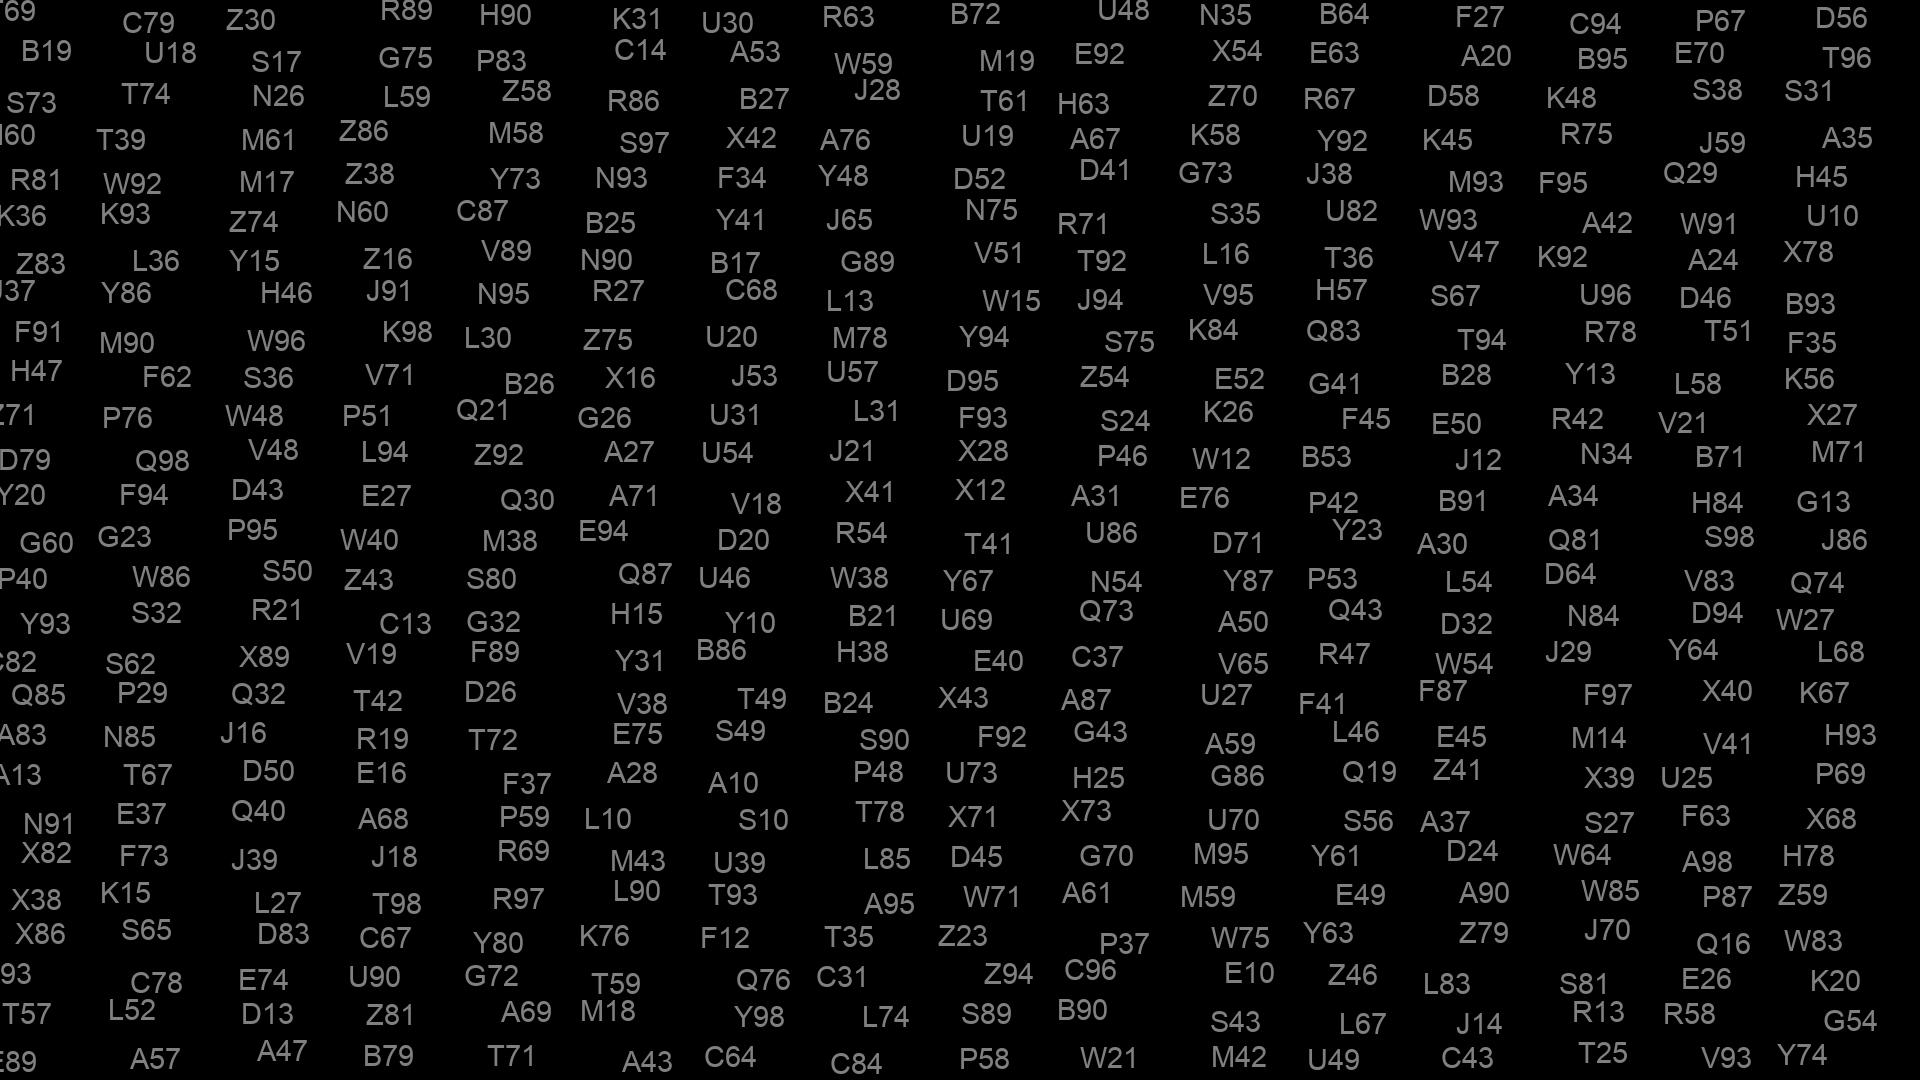 C79 Z30 R89 H90 K31 U30 R63 B72 U48 N35 B64 F27 C94 P67 D56
B19 U18 S17 G75 P83 C14 A53 W59 M19 E92 X54 E63 A20 B95 E70 T96
S73 T74 N26 L59 Z58 R86 B27 J28 T61 H63 Z70 R67 D58 K48 S38 S31
T39 M61 Z86 M58 S97 X42 A76 U19 A67 K58 Y92 K45 R75 J59 A35
R81 W92 M17 Z38 Y73 N93 F34 Y48 D52 D41 G73 J38 M93 F95 Q29 H45
K36 K93 Z74 N60 C87 B25 Y41 J65 N75 R71 S35 U82 W93 A42 W91 U10
Z83 L36 Y15 Z16 V89 N90 B17 G89 V51 T92 L16 T36 V47 K92 A24 X78
Y86 H46 J91 N95 R27 C68 L13 W15 J94 V95 H57 S67 U96 D46 B93
F91 M90 W96 K98 L30 Z75 U20 M78 Y94 S75 K84 Q83 T94 R78 T51 F35
H47 F62 S36 V71 B26 X16 J53 U57 D95 Z54 E52 G41 B28 Y13 L58 K56
Z71 P76 W48 P51 Q21 G26 U31 L31 F93 S24 K26 F45 E50 R42 V21 X27
D79 Q98 V48 L94 Z92 A27 U54 J21 X28 P46 W12 B53 J12 N34 B71 M71
Y20 F94 D43 E27 Q30 A71 V18 X41 X12 A31 E76 P42 B91 A34 H84 G13
G60 G23 P95 W40 M38 E94 D20 R54 T41 U86 D71 Y23 A30 Q81 S98 J86
P40 W86 S50 Z43 S80 Q87 U46 W38 Y67 N54 Y87 P53 L54 D64 V83 Q74
Y93 S32 R21 C13 G32 H15 Y10 B21 U69 Q73 A50 Q43 D32 N84 D94 W27
S62 X89 V19 F89 Y31 B86 H38 E40 C37 V65 R47 W54 J29 Y64 L68
Q85 P29 Q32 T42 D26 V38 T49 B24 X43 A87 U27 F41 F87 F97 X40 K67
A83 N85 J16 R19 T72 E75 S49 S90 F92 G43 A59 L46 E45 M14 V41 H93
A13 T67 D50 E16 F37 A28 A10 P48 U73 H25 G86 Q19 Z41 X39 U25 P69
N91 E37 Q40 A68 P59 L10 S10 T78 X71 X73 U70 S56 A37 S27 F63 X68
X82 F73 J39 J18 R69 M43 U39 L85 D45 G70 M95 Y61 D24 W64 A98 H78
X38 K15 L27 T98 R97 L90 T93 A95 W71 A61 M59 E49 A90 W85 P87 Z59
X86 S65 D83 C67 Y80 K76 F12 T35 Z23 P37 W75 Y63 Z79 J70 Q16 W83
93 C78 E74 U90 G72 T59 Q76 C31 Z94 C96 E10 Z46 L83 S81 E26 K20
T57 L52 D13 Z81 A69 M18 Y98 L74 S89 B90 S43 L67 J14 R13 R58 G54
A57 A47 B79 T71 A43 C64 C84 P58 W21 M42 U49 C43 T25 V93 Y74